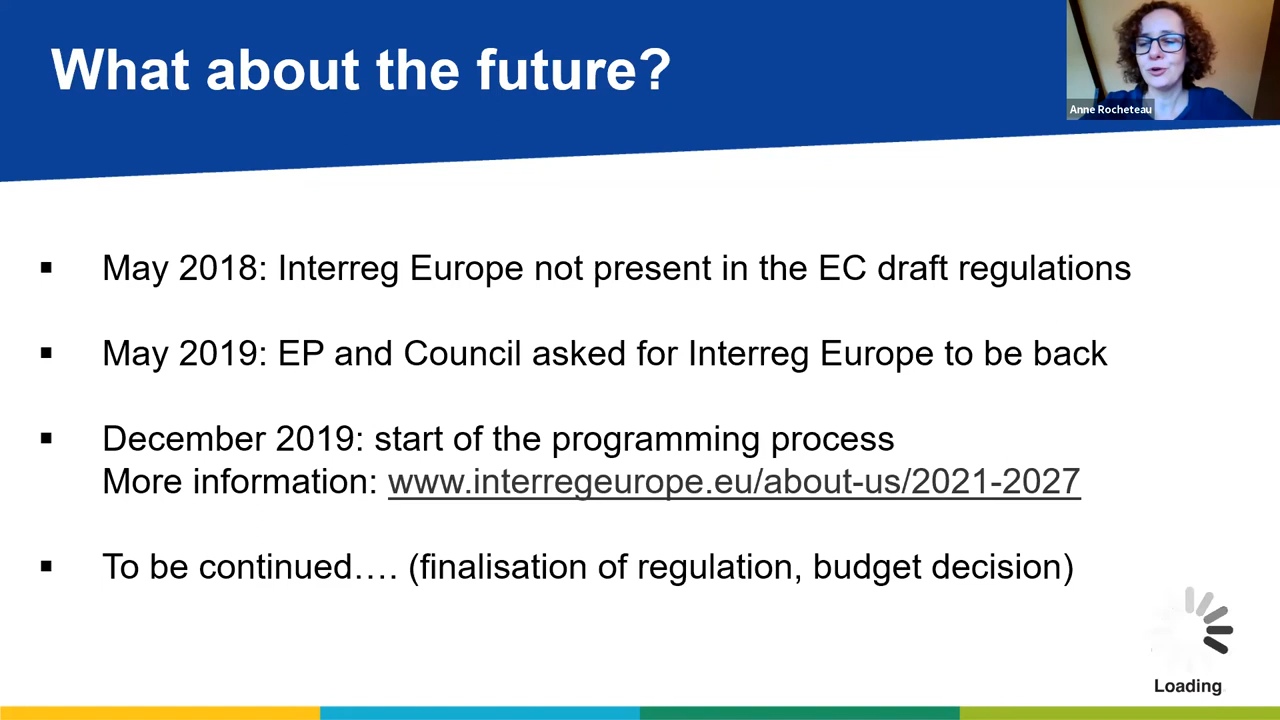 What about the future?
Anne Rocheteau
▪ May 2018: Interreg Europe not present in the EC draft regulations
▪ May 2019: EP and Council asked for Interreg Europe to be back
▪ December 2019: start of the programming process
More information: www.interregeurope.eu/about-us/2021-2027
▪ To be continued…. (finalisation of regulation, budget decision)
Loading